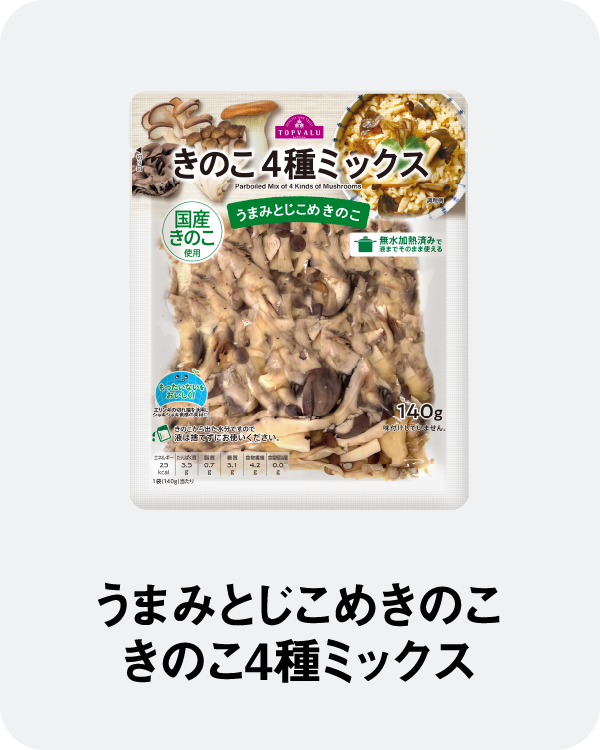 TOPVALU
きのこ4種ミックス
Parboiled Mix of 4 Kinds of Mushrooms
調理例
うまみとじこめきのこ
国産
きのこ
使用
無水加熱済みで
液までそのまま使える
もったいないを
おいしく!
140g
味付けしていません。
きのこから出た水分ですので
液は捨てずにお使いください。
エネルギー たんぱく質 脂質 糖質 食物繊維 食塩相当量
kcal g g g g g
1袋(140g)当たり
うまみとじこめきのこ
きのこ4種ミックス